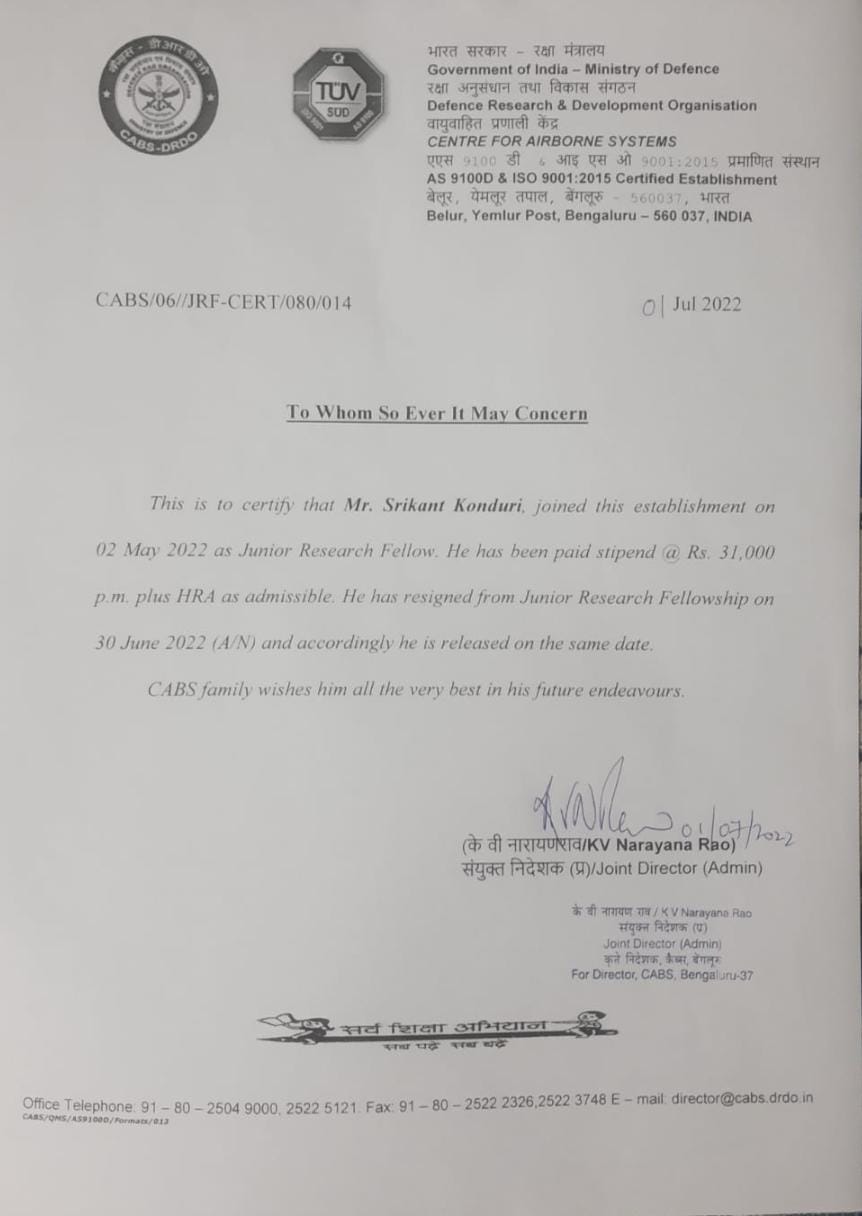 कैब्स - डी आर डी ओ
CABS-DRDO
MINISTRY OF DEFENCE
TÜV
SÜD
ISO 9001
AS 9100
भारत सरकार - रक्षा मंत्रालय
Government of India – Ministry of Defence
रक्षा अनुसंधान तथा विकास संगठन
Defence Research & Development Organisation
वायुवाहित प्रणाली केंद्र
CENTRE FOR AIRBORNE SYSTEMS
एएस 9100 डी & आइ एस ओ 9001:2015 प्रमाणित संस्थान
AS 9100D & ISO 9001:2015 Certified Establishment
बेलूर, येमलूर तपाल, बेंगलूरु - 560037, भारत
Belur, Yemlur Post, Bengaluru – 560 037, INDIA
CABS/06//JRF-CERT/080/014
01 Jul 2022
To Whom So Ever It May Concern
This is to certify that Mr. Srikant Konduri, joined this establishment on
02 May 2022 as Junior Research Fellow. He has been paid stipend @ Rs. 31,000
p.m. plus HRA as admissible. He has resigned from Junior Research Fellowship on
30 June 2022 (A/N) and accordingly he is released on the same date.
CABS family wishes him all the very best in his future endeavours.
01/07/2022
(के वी नारायणराव/KV Narayana Rao)
संयुक्त निदेशक (प्र)/Joint Director (Admin)
के वी नारायण राव / K V Narayana Rao
संयुक्त निदेशक (प्र)
Joint Director (Admin)
कृते निदेशक, कैब्स, बेंगलूरु
For Director, CABS, Bengaluru-37
सर्व शिक्षा अभियान
सब पढ़ें सब बढ़ें
Office Telephone: 91 – 80 – 2504 9000, 2522 5121. Fax: 91 – 80 – 2522 2326,2522 3748 E – mail: director@cabs.drdo.in
CABS/QMS/AS9100D/Formats/013